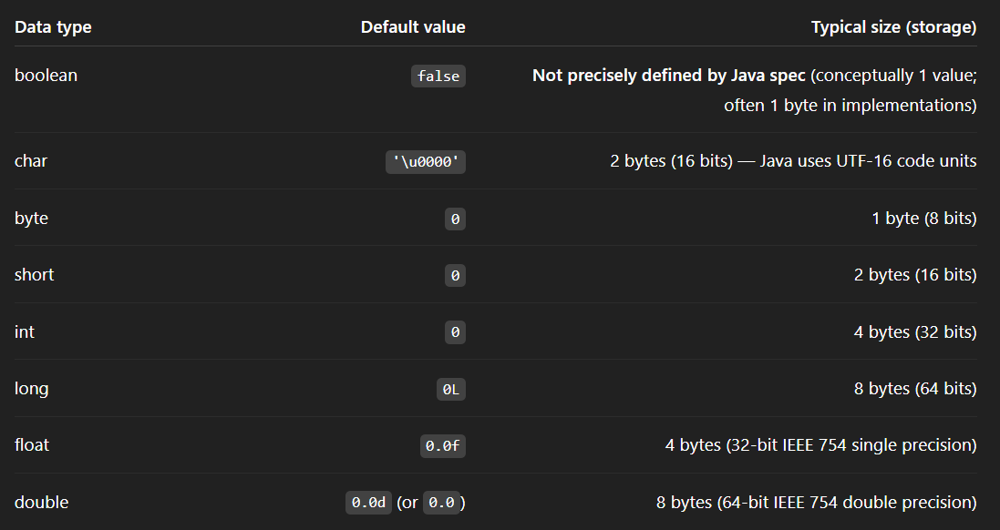 Data type Default value Typical size (storage)
boolean false Not precisely defined by Java spec (conceptually 1 value;
often 1 byte in implementations)
char '\u0000' 2 bytes (16 bits) — Java uses UTF-16 code units
byte 0 1 byte (8 bits)
short 0 2 bytes (16 bits)
int 0 4 bytes (32 bits)
long 0L 8 bytes (64 bits)
float 0.0f 4 bytes (32-bit IEEE 754 single precision)
double 0.0d (or 0.0) 8 bytes (64-bit IEEE 754 double precision)